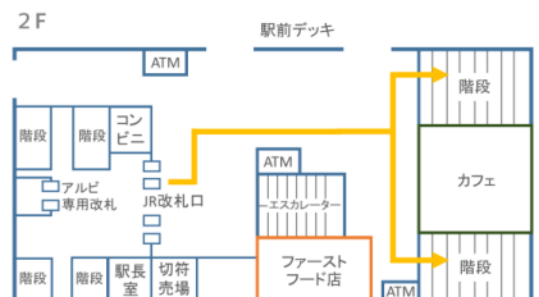 2F
駅前デッキ
ATM
階段
階段
階段
コン
ビニ
ATM
カフェ
アルビ
専用改札
JR改札口
エスカレーター
ファースト
フード店
階段
階段
階段
駅長
室
切符
売場
ATM